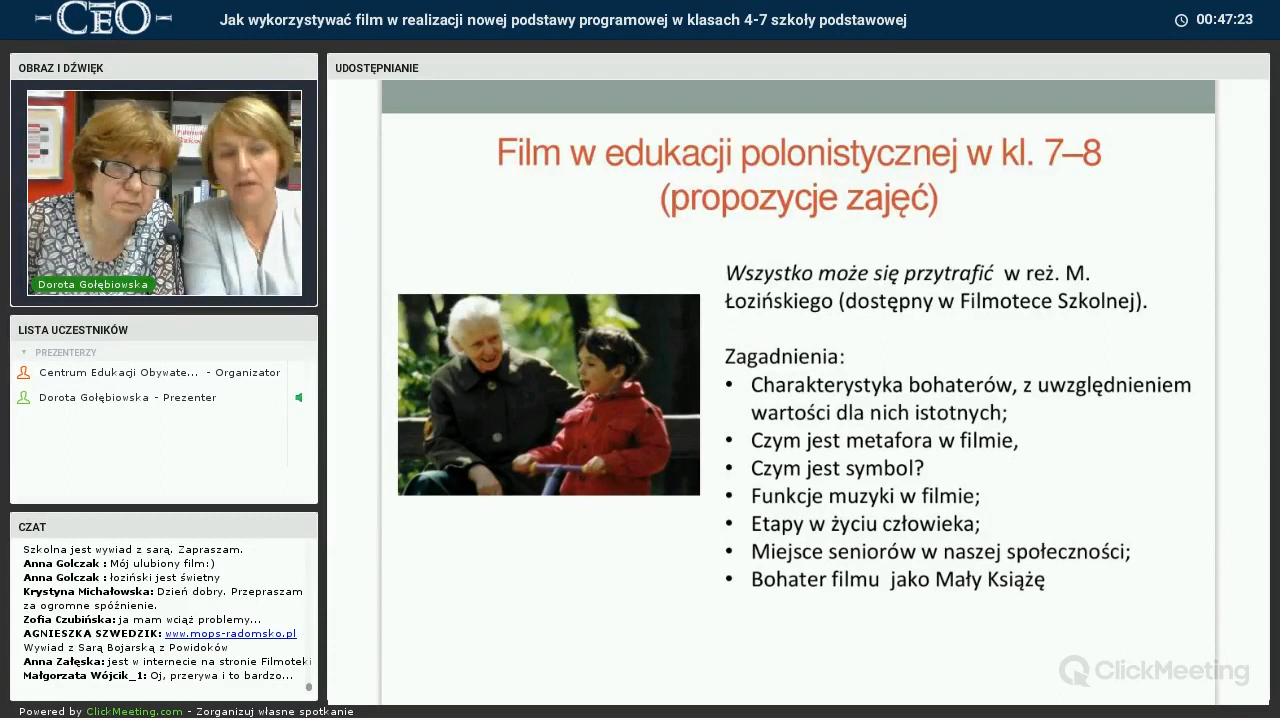 CEO
Jak wykorzystywać film w realizacji nowej podstawy programowej w klasach 4-7 szkoły podstawowej
00:47:23
OBRAZ I DŹWIĘK
Dorota Gołębiowska
LISTA UCZESTNIKÓW
PREZENTERZY
Centrum Edukacji Obywate... - Organizator
Dorota Gołębiowska - Prezenter
CZAT
Szkolna jest wywiad z sarą. Zapraszam.
Anna Golczak : Mój ulubiony film:)
Anna Golczak : łoziński jest świetny
Krystyna Michałowska: Dzień dobry. Przepraszam
za ogromne spóźnienie.
Zofia Czubińska: ja mam wciąż problemy...
AGNIESZKA SZWEDZIK: www.mops-radomsko.pl
Wywiad z Sarą Bojarską z Powidoków
Anna Załęska: jest w internecie na stronie Filmoteki
Małgorzata Wójcik_1: Oj, przerywa i to bardzo...
UDOSTĘPNIANIE
Film w edukacji polonistycznej w kl. 7–8
(propozycje zajęć)
Wszystko może się przytrafić w reż. M.
Łozińskiego (dostępny w Filmotece Szkolnej).
Zagadnienia:
• Charakterystyka bohaterów, z uwzględnieniem
wartości dla nich istotnych;
• Czym jest metafora w filmie,
• Czym jest symbol?
• Funkcje muzyki w filmie;
• Etapy w życiu człowieka;
• Miejsce seniorów w naszej społeczności;
• Bohater filmu jako Mały Książę
ClickMeeting
Powered by ClickMeeting.com - Zorganizuj własne spotkanie